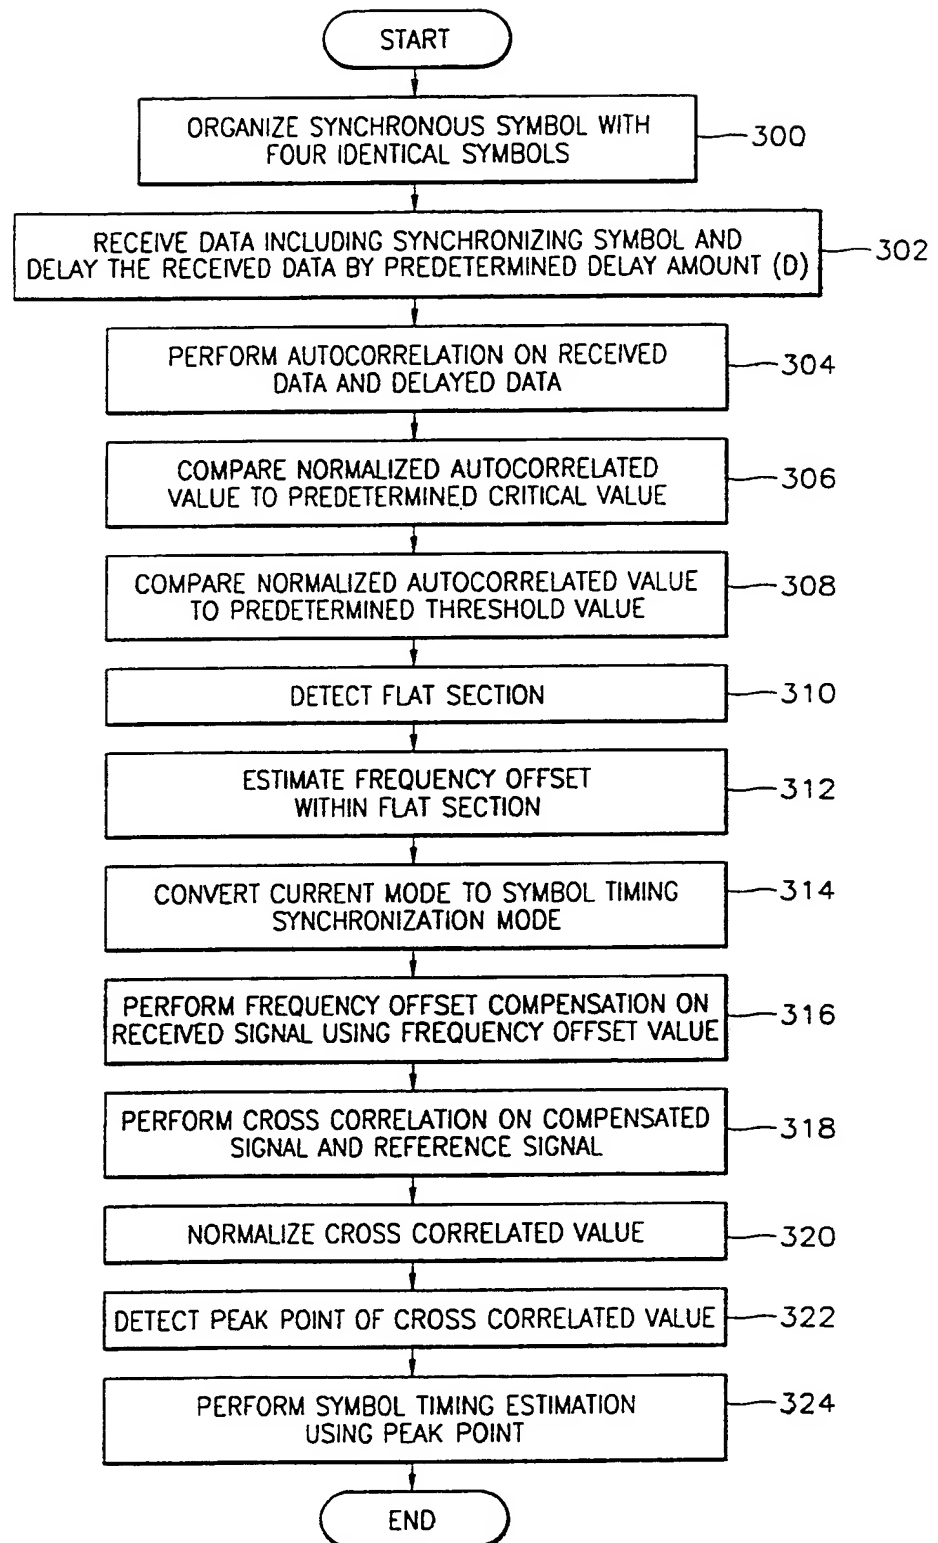 START
ORGANIZE SYNCHRONOUS SYMBOL WITH
FOUR IDENTICAL SYMBOLS
300
RECEIVE DATA INCLUDING SYNCHRONIZING SYMBOL AND
DELAY THE RECEIVED DATA BY PREDETERMINED DELAY AMOUNT (D)
302
PERFORM AUTOCORRELATION ON RECEIVED
DATA AND DELAYED DATA
304
COMPARE NORMALIZED AUTOCORRELATED
VALUE TO PREDETERMINED CRITICAL VALUE
306
COMPARE NORMALIZED AUTOCORRELATED VALUE
TO PREDETERMINED THRESHOLD VALUE
308
DETECT FLAT SECTION
310
ESTIMATE FREQUENCY OFFSET
WITHIN FLAT SECTION
312
CONVERT CURRENT MODE TO SYMBOL TIMING
SYNCHRONIZATION MODE
314
PERFORM FREQUENCY OFFSET COMPENSATION ON
RECEIVED SIGNAL USING FREQUENCY OFFSET VALUE
316
PERFORM CROSS CORRELATION ON COMPENSATED
SIGNAL AND REFERENCE SIGNAL
318
NORMALIZE CROSS CORRELATED VALUE
320
DETECT PEAK POINT OF CROSS CORRELATED VALUE
322
PERFORM SYMBOL TIMING ESTIMATION
USING PEAK POINT
324
END